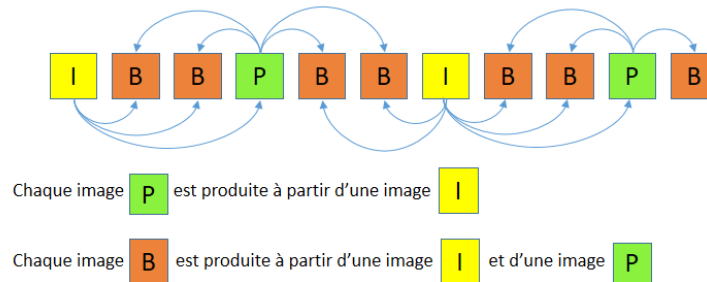 I B B P B B I B B P B
Chaque image P est produite à partir d’une image I
Chaque image B est produite à partir d’une image I et d’une image P